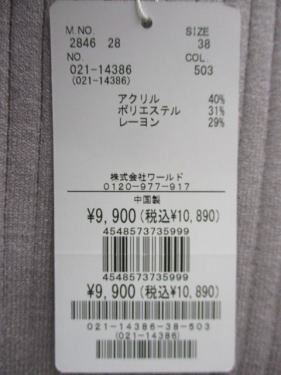 M.NO. SIZE
2846 28 38
NO. COL.
021-14386 503
(021-14386)
アクリル 40%
ポリエステル 31%
レーヨン 29%
株式会社ワールド
0120-977-917
中国製
¥9,900(税込¥10,890)
4548573735999
4548573735999
¥9,900(税込¥10,890)
021-14386-38-503
(021-14386)